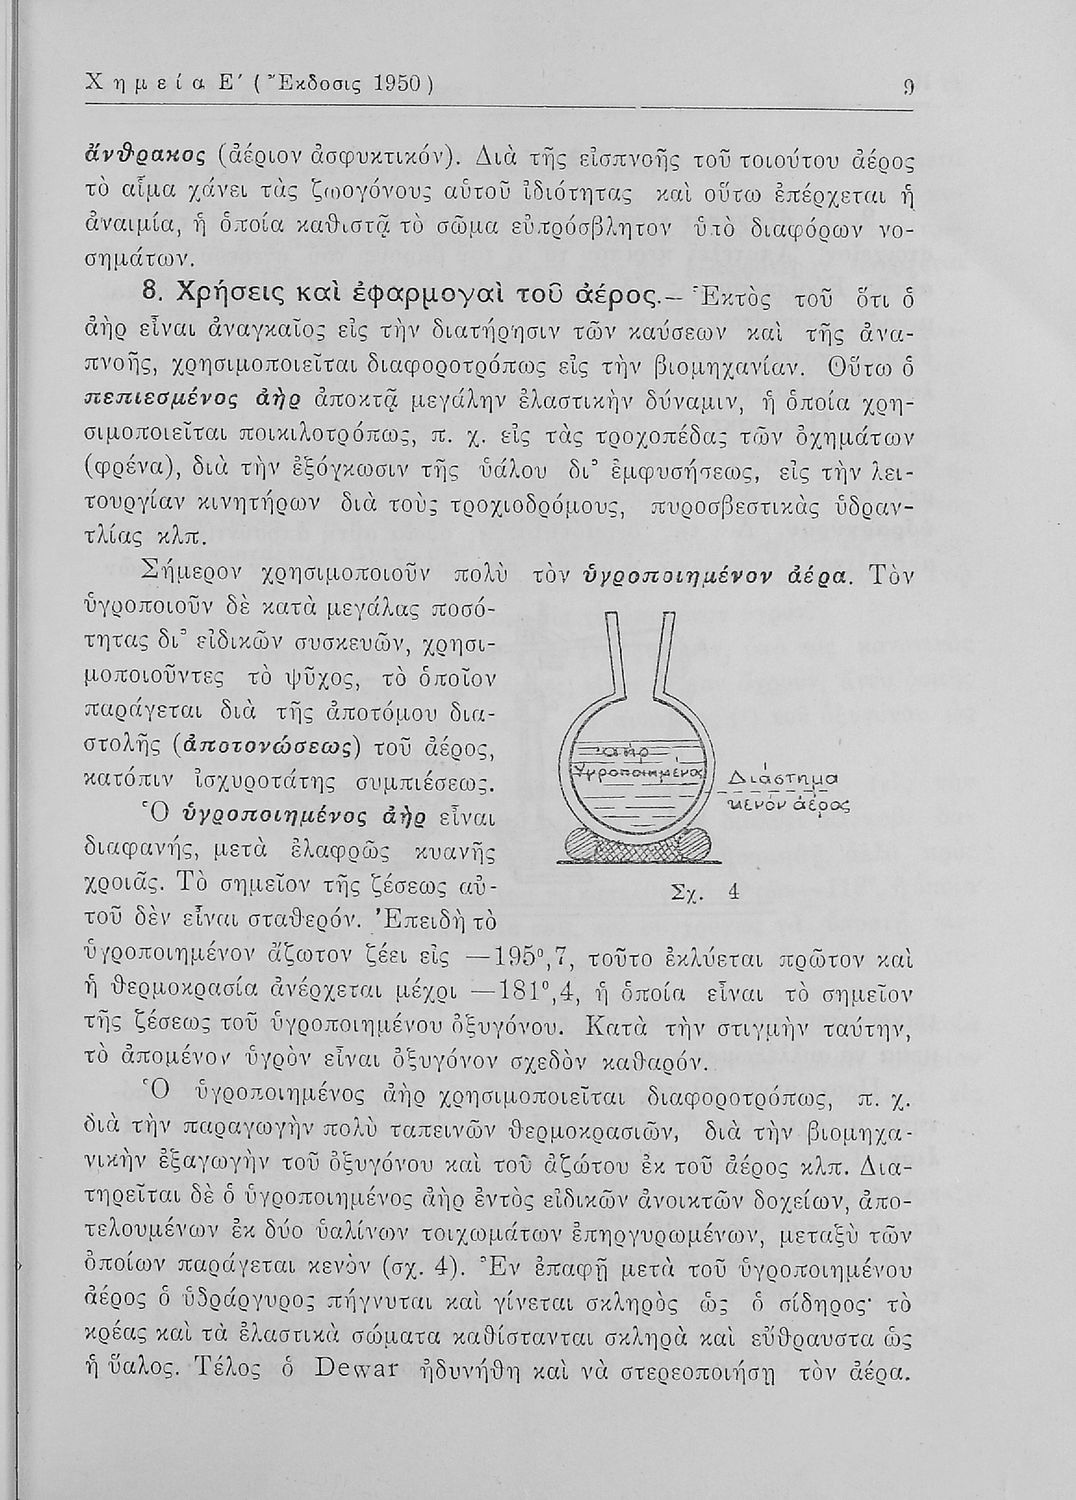 Χημεία Ε′ (Ἔκδοσις 1950) 9
ἄνθρακος (ἀέριον ἀσφυκτικόν). Διὰ τῆς εἰσπνοῆς τοῦ τοιούτου ἀέρος
τὸ αἷμα χάνει τὰς ζωογόνους αὐτοῦ ἰδιότητας καὶ οὕτω ἐπέρχεται ἡ
ἀναιμία, ἡ ὁποία καθιστᾷ τὸ σῶμα εὐπρόσβλητον ὑπὸ διαφόρων νο-
σημάτων.
8. Χρήσεις καὶ ἐφαρμογαὶ τοῦ ἀέρος.— Ἐκτὸς τοῦ ὅτι ὁ
ἀὴρ εἶναι ἀναγκαῖος εἰς τὴν διατήρησιν τῶν καύσεων καὶ τῆς ἀνα-
πνοῆς, χρησιμοποιεῖται διαφοροτρόπως εἰς τὴν βιομηχανίαν. Οὕτω ὁ
πεπιεσμένος ἀὴρ ἀποκτᾷ μεγάλην ἐλαστικὴν δύναμιν, ἡ ὁποία χρη-
σιμοποιεῖται ποικιλοτρόπως, π. χ. εἰς τὰς τροχοπέδας τῶν ὀχημάτων
(φρένα), διὰ τὴν ἐξόγκωσιν τῆς ὑάλου δι' ἐμφυσήσεως, εἰς τὴν λει-
τουργίαν κινητήρων διὰ τοὺς τροχιοδρόμους, πυροσβεστικὰς ὑδραν-
τλίας κλπ.
Σήμερον χρησιμοποιοῦν πολὺ τὸν ὑγροποιημένον ἀέρα. Τὸν
ὑγροποιοῦν δὲ κατὰ μεγάλας ποσό-
τητας δι' εἰδικῶν συσκευῶν, χρησι-
μοποιοῦντες τὸ ψῦχος, τὸ ὁποῖον
παράγεται διὰ τῆς ἀποτόμου δια-
στολῆς (ἀποτονώσεως) τοῦ ἀέρος,
κατόπιν ἰσχυροτάτης συμπιέσεως.
Ὁ ὑγροποιημένος ἀὴρ εἶναι
διαφανής, μετὰ ἐλαφρῶς κυανῆς
χροιᾶς. Τὸ σημεῖον τῆς ζέσεως αὐ-
τοῦ δὲν εἶναι σταθερόν. Ἐπειδὴ τὸ
ἀὴρ
Ὑγροποιημένος
Διάστημα
κενὸν ἀέρος
Σχ. 4
ὑγροποιημένον ἄζωτον ζέει εἰς —195°,7, τοῦτο ἐκλύεται πρῶτον καὶ
ἡ θερμοκρασία ἀνέρχεται μέχρι —181°,4, ἡ ὁποία εἶναι τὸ σημεῖον
τῆς ζέσεως τοῦ ὑγροποιημένου ὀξυγόνου. Κατὰ τὴν στιγμὴν ταύτην,
τὸ ἀπομένον ὑγρὸν εἶναι ὀξυγόνον σχεδὸν καθαρόν.
Ὁ ὑγροποιημένος ἀὴρ χρησιμοποιεῖται διαφοροτρόπως, π. χ.
διὰ τὴν παραγωγὴν πολὺ ταπεινῶν θερμοκρασιῶν, διὰ τὴν βιομηχα-
νικὴν ἐξαγωγὴν τοῦ ὀξυγόνου καὶ τοῦ ἀζώτου ἐκ τοῦ ἀέρος κλπ. Δια-
τηρεῖται δὲ ὁ ὑγροποιημένος ἀὴρ ἐντὸς εἰδικῶν ἀνοικτῶν δοχείων, ἀπο-
τελουμένων ἐκ δύο ὑαλίνων τοιχωμάτων ἐπηργυρωμένων, μεταξὺ τῶν
ὁποίων παράγεται κενὸν (σχ. 4). Ἐν ἐπαφῇ μετὰ τοῦ ὑγροποιημένου
ἀέρος ὁ ὑδράργυρος πήγνυται καὶ γίνεται σκληρὸς ὡς ὁ σίδηρος· τὸ
κρέας καὶ τὰ ἐλαστικὰ σώματα καθίστανται σκληρὰ καὶ εὔθραυστα ὡς
ἡ ὕαλος. Τέλος ὁ Dewar ἠδυνήθη καὶ νὰ στερεοποιήσῃ τὸν ἀέρα.